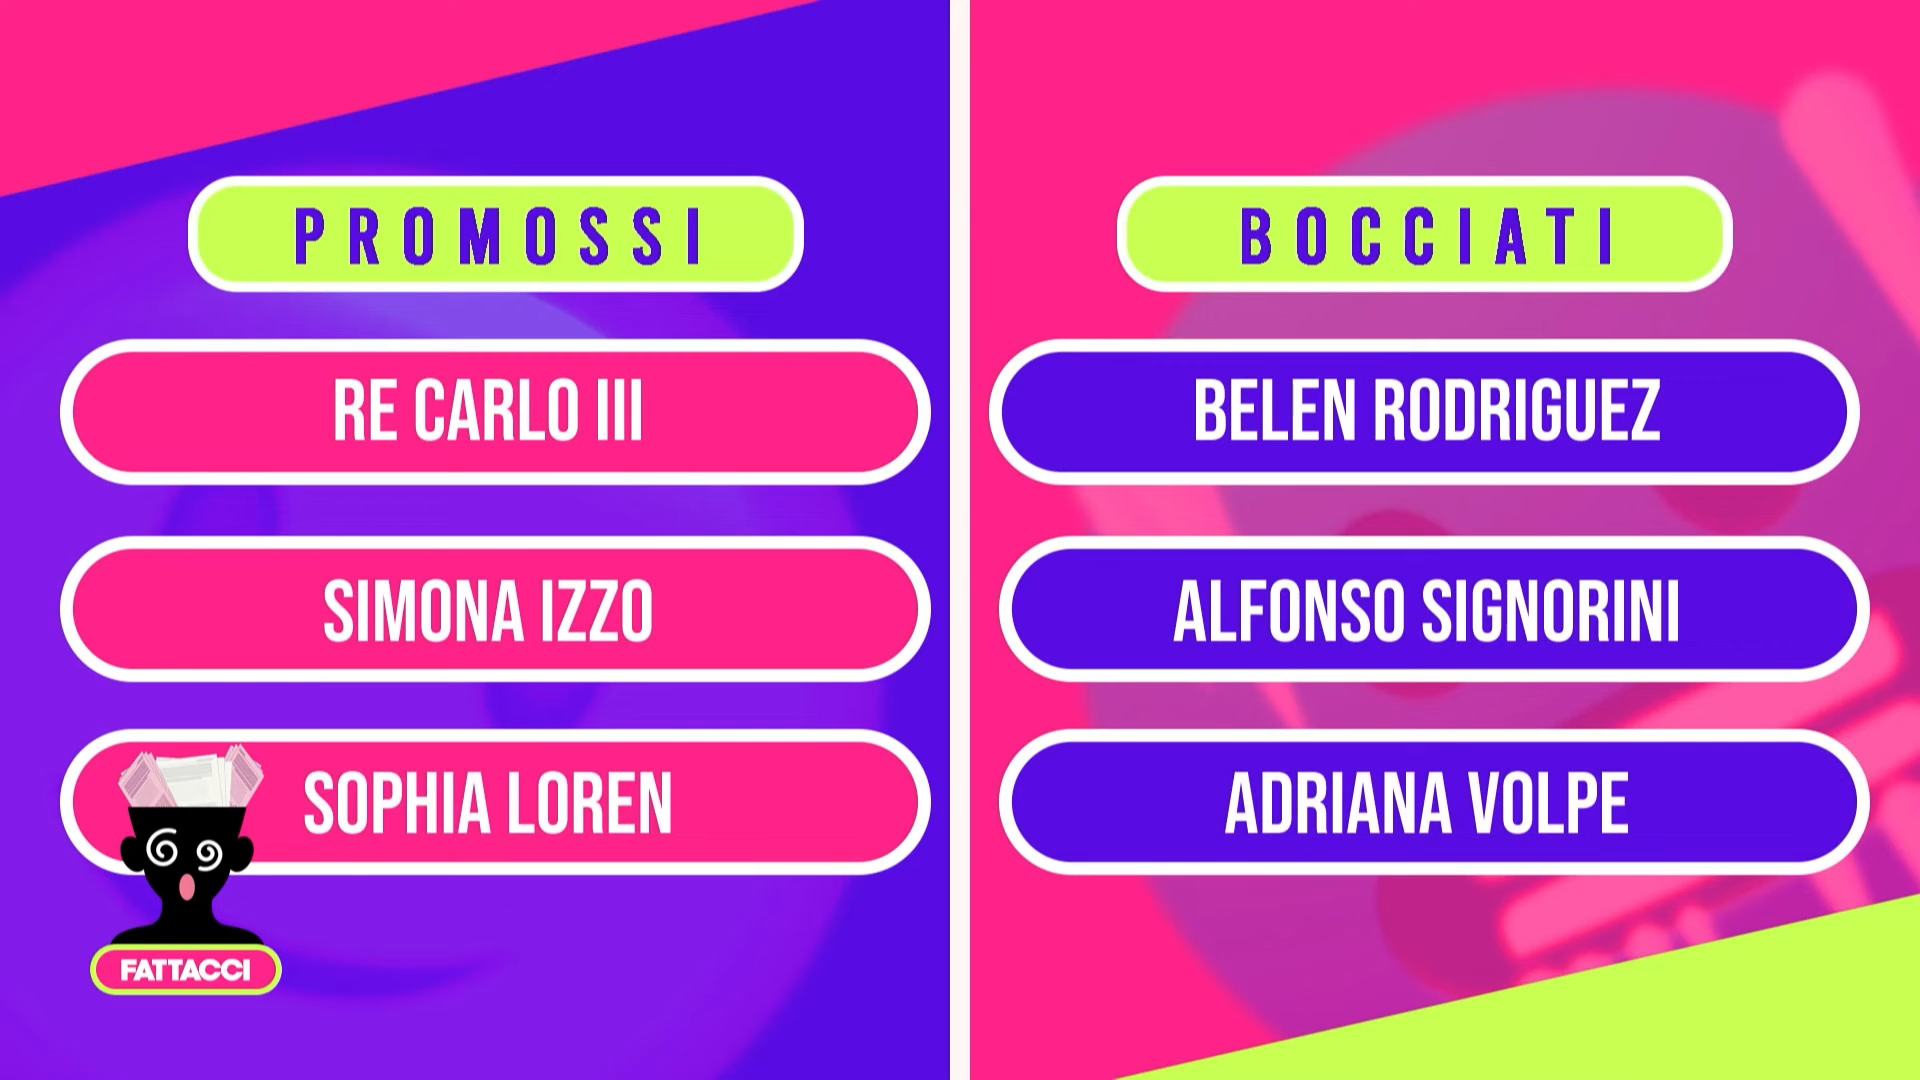 PROMOSSI
RE CARLO III
SIMONA IZZO
SOPHIA LOREN
FATTACCI
BOCCIATI
BELEN RODRIGUEZ
ALFONSO SIGNORINI
ADRIANA VOLPE